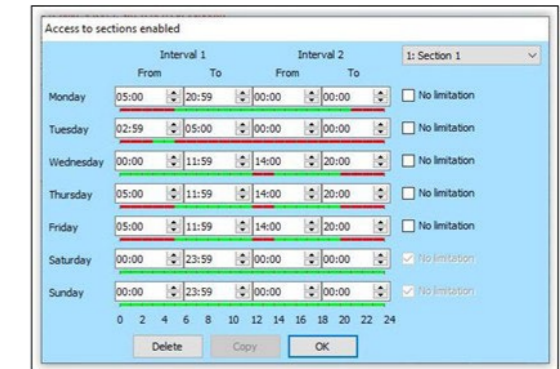 Access to sections enabled
Interval 1 Interval 2 1: Section 1
From To From To
Monday 05:00 20:59 00:00 00:00 No limitation
Tuesday 02:59 05:00 00:00 00:00 No limitation
Wednesday 00:00 11:59 14:00 20:00 No limitation
Thursday 05:00 11:59 14:00 20:00 No limitation
Friday 05:00 11:59 14:00 20:00 No limitation
Saturday 00:00 23:59 00:00 00:00 No limitation
Sunday 00:00 23:59 00:00 00:00 No limitation
0 2 4 6 8 10 12 14 16 18 20 22 24
Delete Copy OK